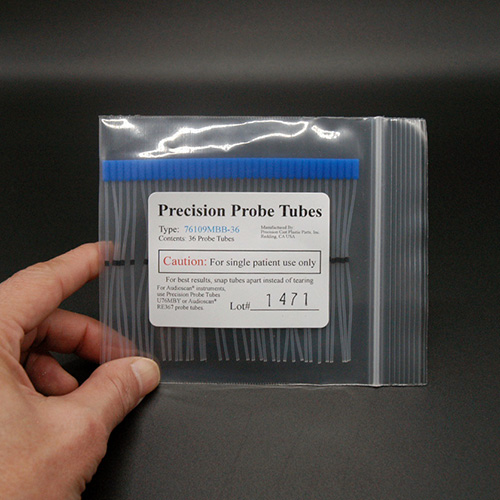 Precision Probe Tubes
Type: 76109MBB-36
Contents: 36 Probe Tubes
Manufactured By:
Precision Cast Plastic Parts, Inc.
Redding, CA USA
Caution: For single patient use only
For best results, snap tubes apart instead of tearing
For Audioscan® instruments,
use Precision Probe Tubes
U76MBY or Audioscan®
RE367 probe tubes.
Lot# 1471